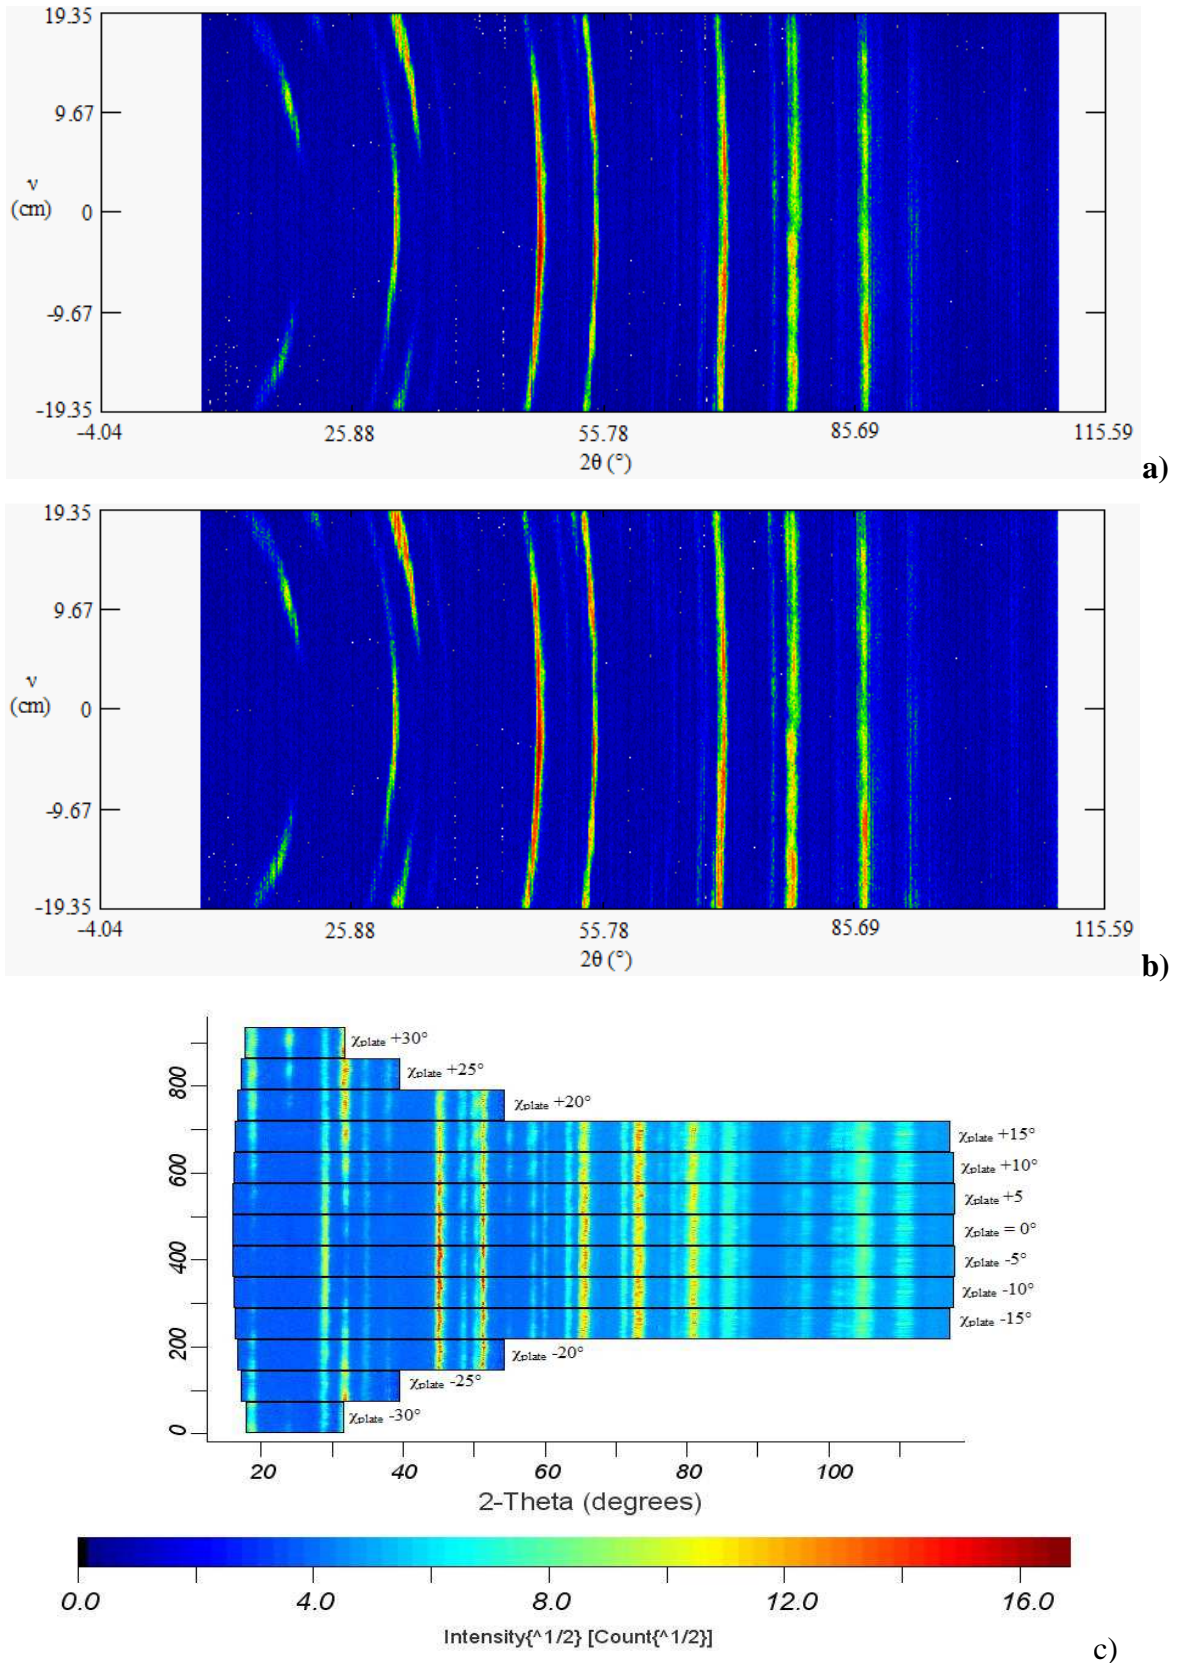 19.35
9.67
ν
(cm)
0
-9.67
-19.35
-4.04 25.88 55.78 85.69 115.59
2θ (°)
a)
19.35
9.67
ν
(cm)
0
-9.67
-19.35
-4.04 25.88 55.78 85.69 115.59
2θ (°)
b)
χplate +30°
χplate +25°
800
χplate +20°
χplate +15°
600
χplate +10°
χplate +5
χplate = 0°
400
χplate -5°
χplate -10°
χplate -15°
200
χplate -20°
χplate -25°
χplate -30°
0
20 40 60 80 100
2-Theta (degrees)
0.0 4.0 8.0 12.0 16.0
Intensity{^1/2} [Count{^1/2}]
c)